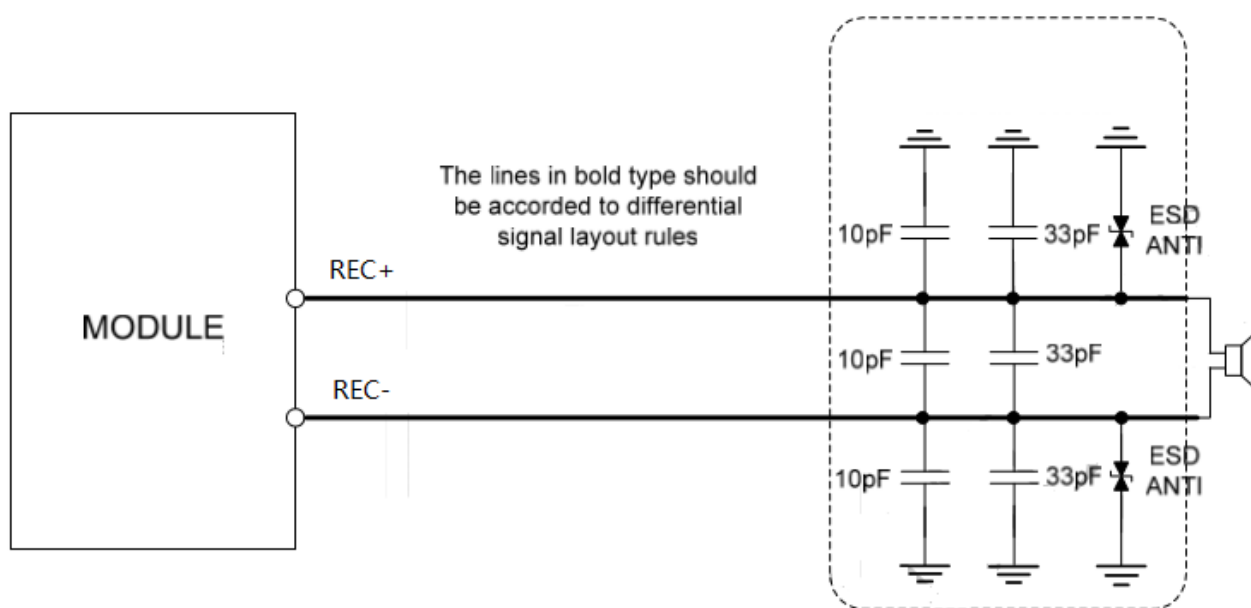 The lines in bold type should
be accorded to differential
signal layout rules
10pF
33pF
ESD
ANTI
REC+
MODULE
10pF
33pF
REC-
10pF
33pF
ESD
ANTI